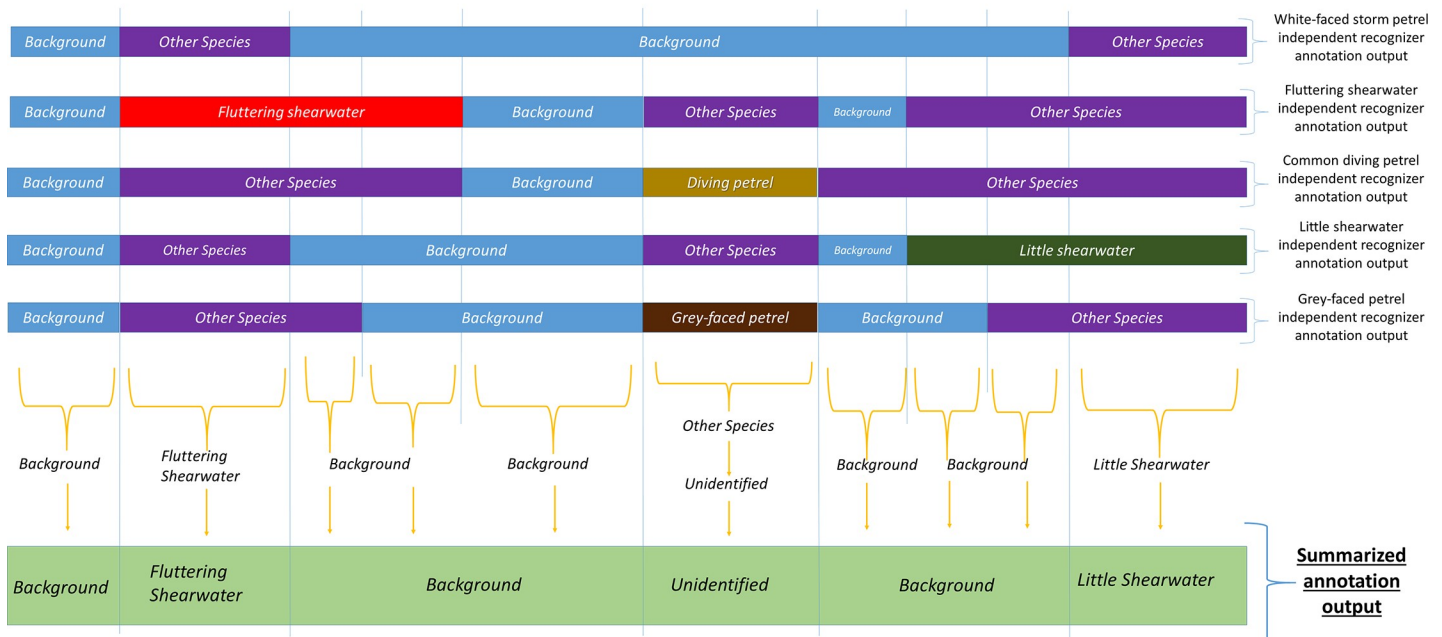 Background
Other Species
Background
Other Species
White-faced storm petrel
independent recognizer
annotation output
Background
Fluttering shearwater
Background
Other Species
Background
Other Species
Fluttering shearwater
independent recognizer
annotation output
Background
Other Species
Background
Diving petrel
Other Species
Common diving petrel
independent recognizer
annotation output
Background
Other Species
Background
Other Species
Background
Little shearwater
Little shearwater
independent recognizer
annotation output
Background
Other Species
Background
Grey-faced petrel
Background
Other Species
Grey-faced petrel
independent recognizer
annotation output
Background
Fluttering
Shearwater
Background
Background
Other Species
Unidentified
Background
Background
Little Shearwater
Background
Fluttering
Shearwater
Background
Unidentified
Background
Little Shearwater
Summarized
annotation
output